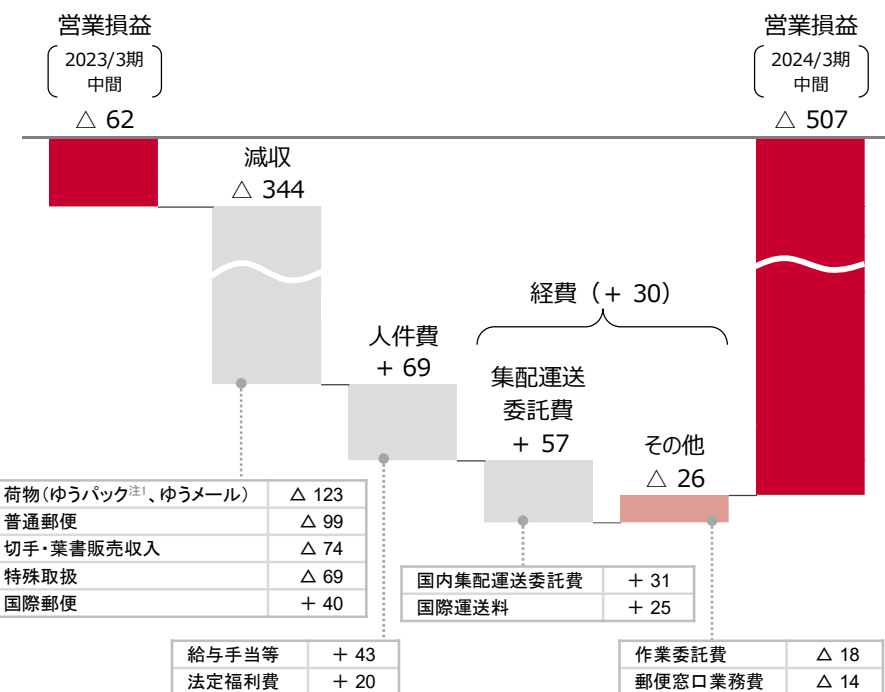 営業損益
2023/3期
中間
△ 62
営業損益
2024/3期
中間
△ 507
減収
△ 344
人件費
+ 69
経費（+ 30）
集配運送
委託費
+ 57
その他
△ 26
荷物（ゆうパック注1、ゆうメール） △ 123
普通郵便 △ 99
切手・葉書販売収入 △ 74
特殊取扱 △ 69
国際郵便 + 40
国内集配運送委託費 + 31
国際運送料 + 25
給与手当等 + 43
法定福利費 + 20
作業委託費 △ 18
郵便窓口業務費 △ 14